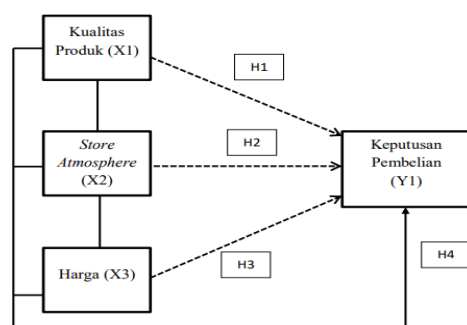 Kualitas
Produk (X1)
H1
Store
Atmosphere
(X2)
H2
Keputusan
Pembelian
(Y1)
Harga (X3)
H3
H4